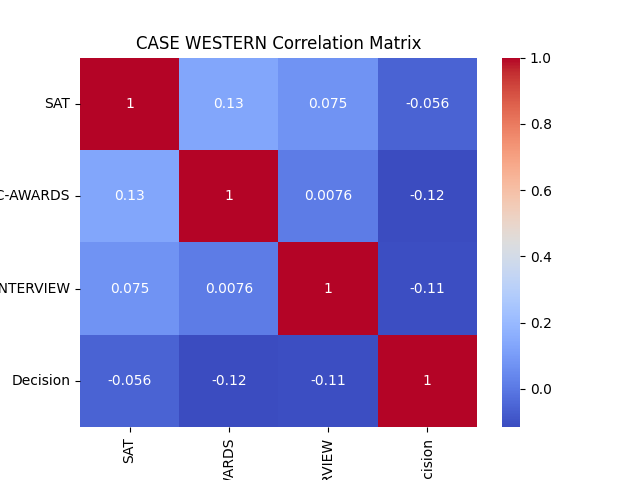 CASE WESTERN Correlation Matrix
SAT 1 0.13 0.075 -0.056
C-AWARDS 0.13 1 0.0076 -0.12
NTERVIEW 0.075 0.0076 1 -0.11
Decision -0.056 -0.12 -0.11 1
SAT VARDS RVIEW cision
1.0
0.8
0.6
0.4
0.2
0.0